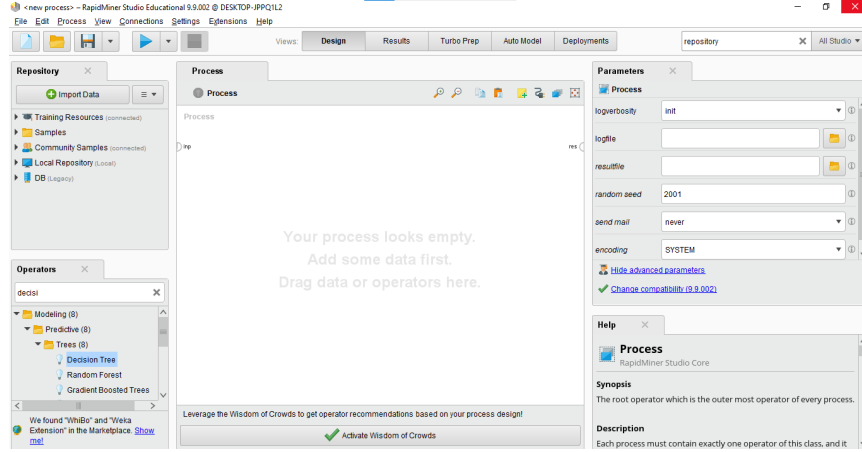 <new process> – RapidMiner Studio Educational 9.9.002 @ DESKTOP-JPPQ1L2
File Edit Process View Connections Settings Extensions Help
Views: Design Results Turbo Prep Auto Model Deployments repository All Studio
Repository
Import Data
Training Resources (connected)
Samples
Community Samples (connected)
Local Repository (Local)
DB (Legacy)
Operators
decisi
Modeling (8)
Predictive (8)
Trees (8)
Decision Tree
Random Forest
Gradient Boosted Trees
We found "WhiBo" and "Weka
Extension" in the Marketplace. Show
me!
Process
Process
Process
inp
res
Your process looks empty.
Add some data first.
Drag data or operators here.
Leverage the Wisdom of Crowds to get operator recommendations based on your process design!
Activate Wisdom of Crowds
Parameters
Process
logverbosity init
logfile
resultfile
random seed 2001
send mail never
encoding SYSTEM
Hide advanced parameters
Change compatibility (9.9.002)
Help
Process
RapidMiner Studio Core
Synopsis
The root operator which is the outer most operator of every process.
Description
Each process must contain exactly one operator of this class, and it